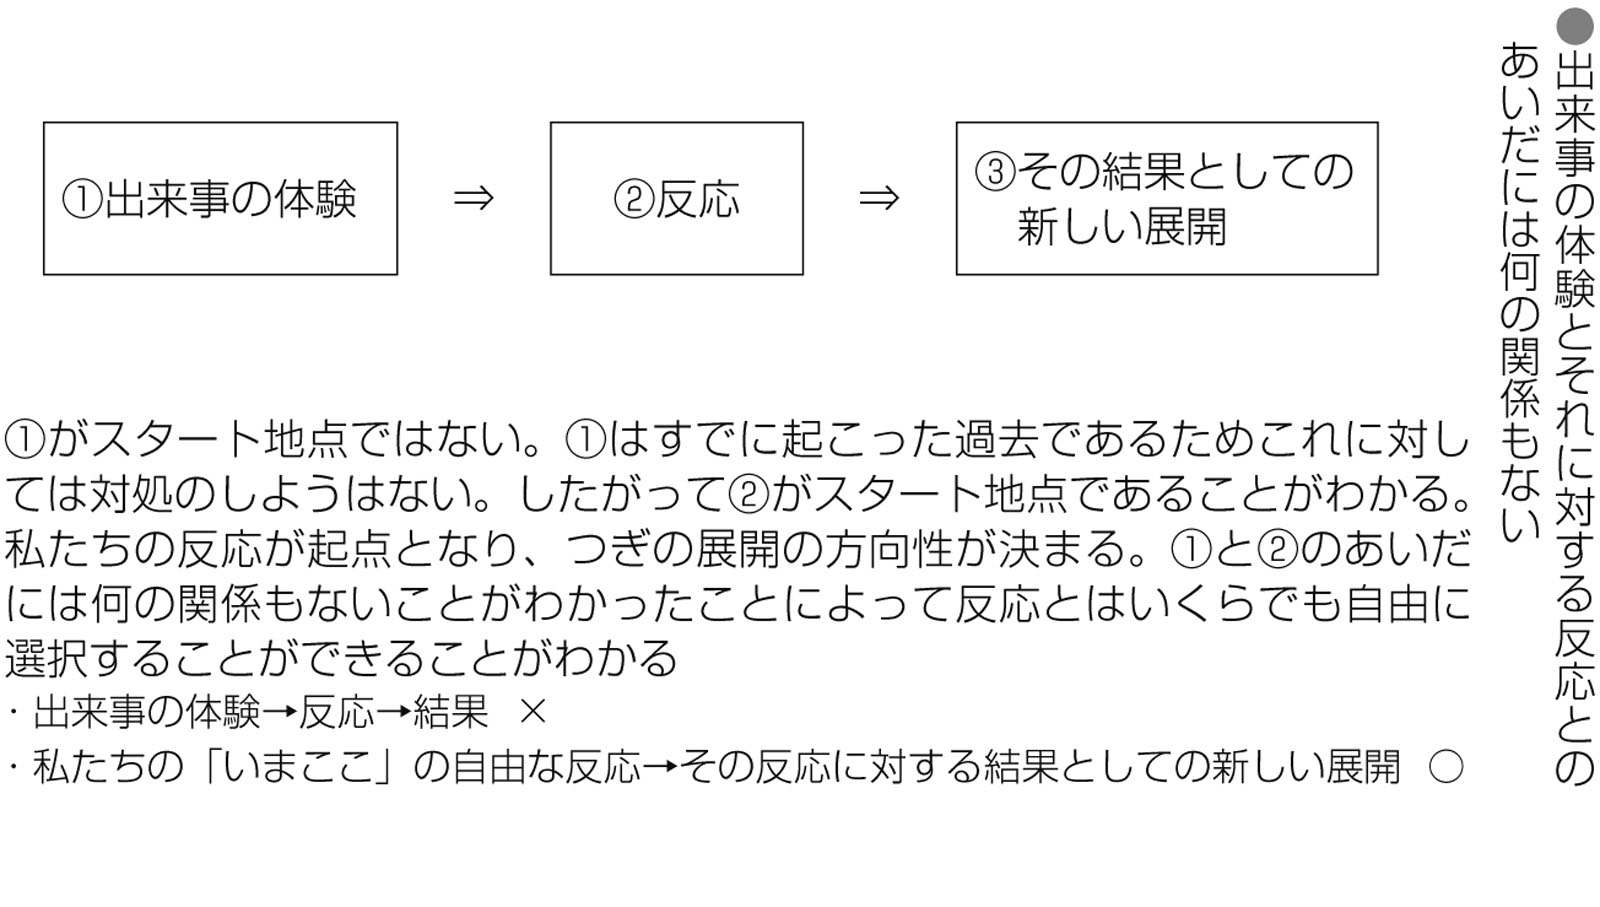 ●出来事の体験とそれに対する反応との
あいだには何の関係もない
①出来事の体験
⇒
②反応
⇒
③その結果としての
新しい展開
①がスタート地点ではない。①はすでに起こった過去であるためこれに対し
ては対処のしようはない。したがって②がスタート地点であることがわかる。
私たちの反応が起点となり、つぎの展開の方向性が決まる。①と②のあいだ
には何の関係もないことがわかったことによって反応とはいくらでも自由に
選択することができることがわかる
・出来事の体験→反応→結果　×
・私たちの「いまここ」の自由な反応→その反応に対する結果としての新しい展開　○